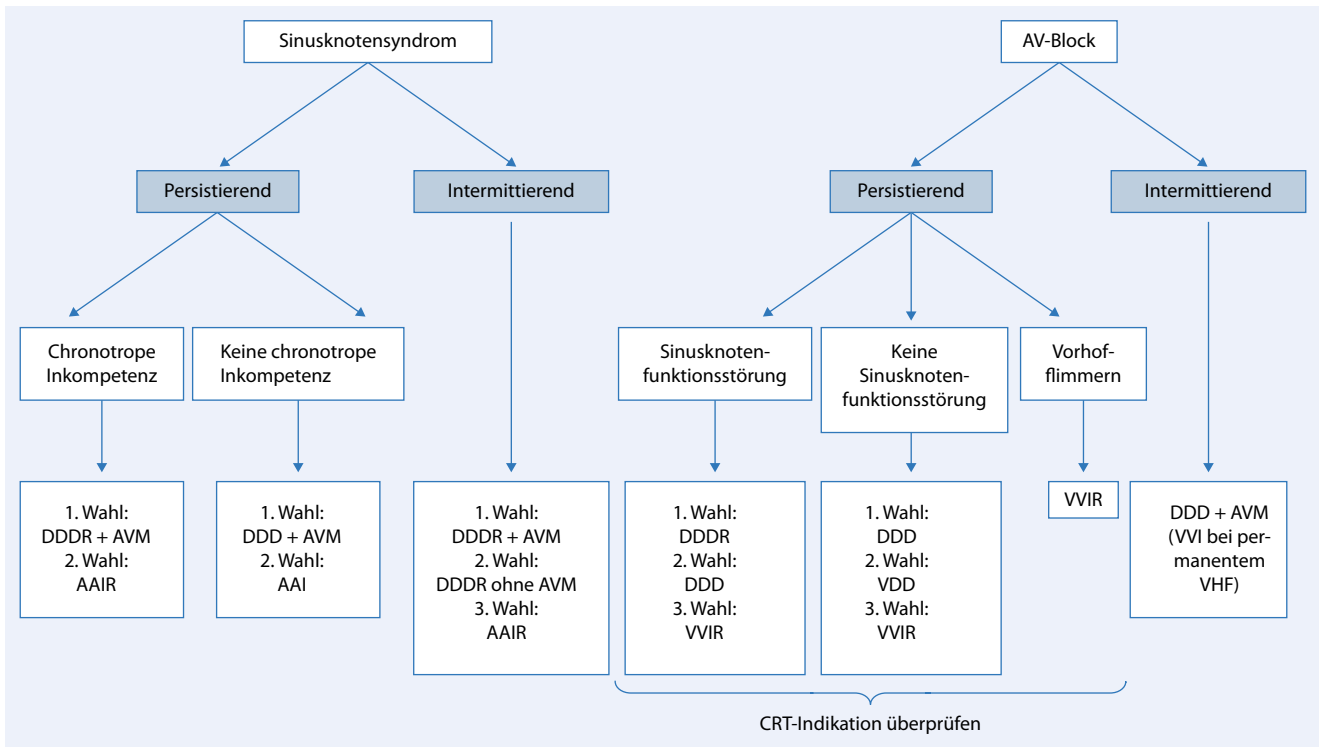 Sinusknotensyndrom
AV-Block
Persistierend
Intermittierend
Persistierend
Intermittierend
Chronotrope
Inkompetenz
Keine chronotrope
Inkompetenz
Sinusknoten-
funktionsstörung
Keine
Sinusknoten-
funktionsstörung
Vorhof-
flimmern
1. Wahl:
DDDR + AVM
2. Wahl:
AAIR
1. Wahl:
DDD + AVM
2. Wahl:
AAI
1. Wahl:
DDDR + AVM
2. Wahl:
DDDR ohne AVM
3. Wahl:
AAIR
1. Wahl:
DDDR
2. Wahl:
DDD
3. Wahl:
VVIR
1. Wahl:
DDD
2. Wahl:
VDD
3. Wahl:
VVIR
VVIR
DDD + AVM
(VVI bei per-
manentem
VHF)
CRT-Indikation überprüfen